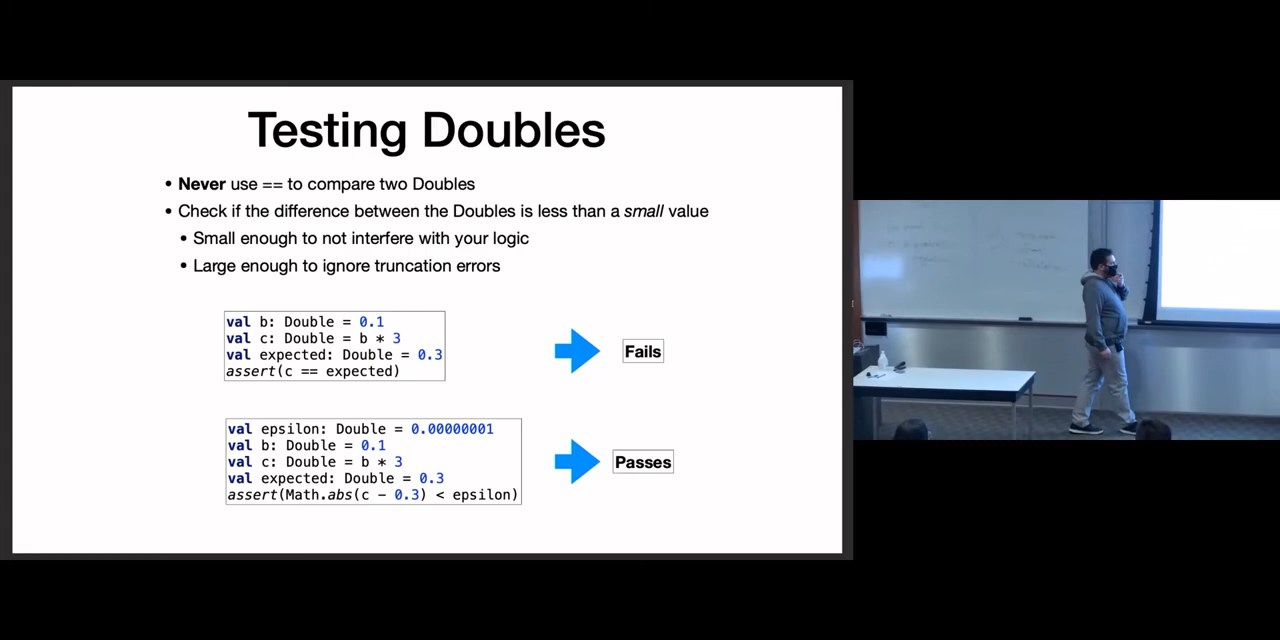 Testing Doubles
• Never use == to compare two Doubles
• Check if the difference between the Doubles is less than a small value
• Small enough to not interfere with your logic
• Large enough to ignore truncation errors
val b: Double = 0.1
val c: Double = b * 3
val expected: Double = 0.3
assert(c == expected)
Fails
val epsilon: Double = 0.00000001
val b: Double = 0.1
val c: Double = b * 3
val expected: Double = 0.3
assert(Math.abs(c - 0.3) < epsilon)
Passes